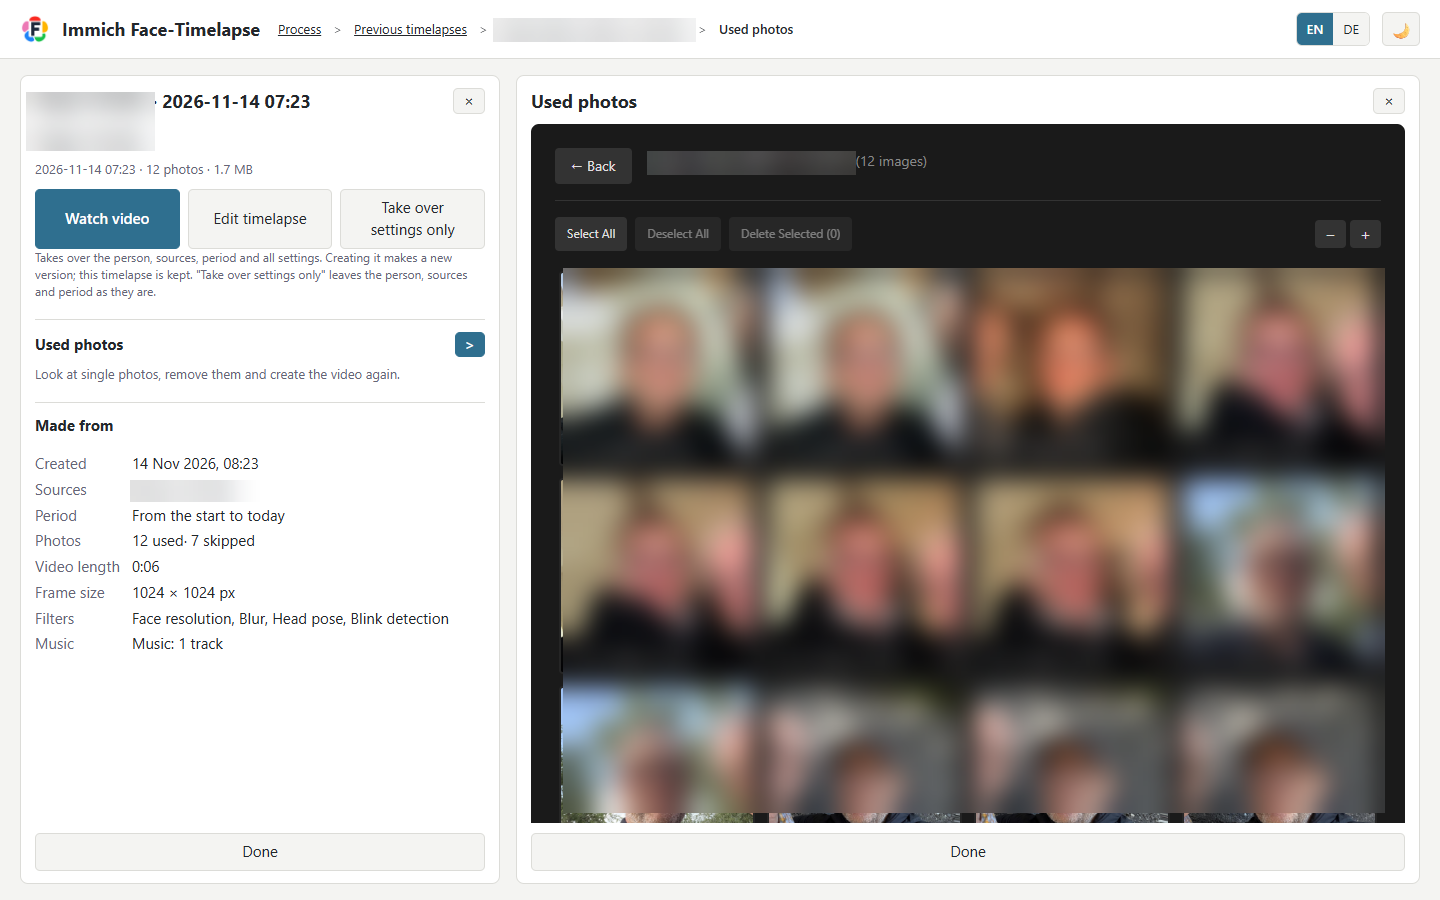 Immich Face-Timelapse
Process > Previous timelapses > > Used photos
EN DE
· 2026-11-14 07:23
×
2026-11-14 07:23 · 12 photos · 1.7 MB
Watch video
Edit timelapse
Take over
settings only
Takes over the person, sources, period and all settings. Creating it makes a new
version; this timelapse is kept. "Take over settings only" leaves the person, sources
and period as they are.
Used photos
>
Look at single photos, remove them and create the video again.
Made from
Created 14 Nov 2026, 08:23
Sources
Period From the start to today
Photos 12 used· 7 skipped
Video length 0:06
Frame size 1024 × 1024 px
Filters Face resolution, Blur, Head pose, Blink detection
Music Music: 1 track
Done
Used photos
×
← Back
(12 images)
Select All
Deselect All
Delete Selected (0)
− +
Done